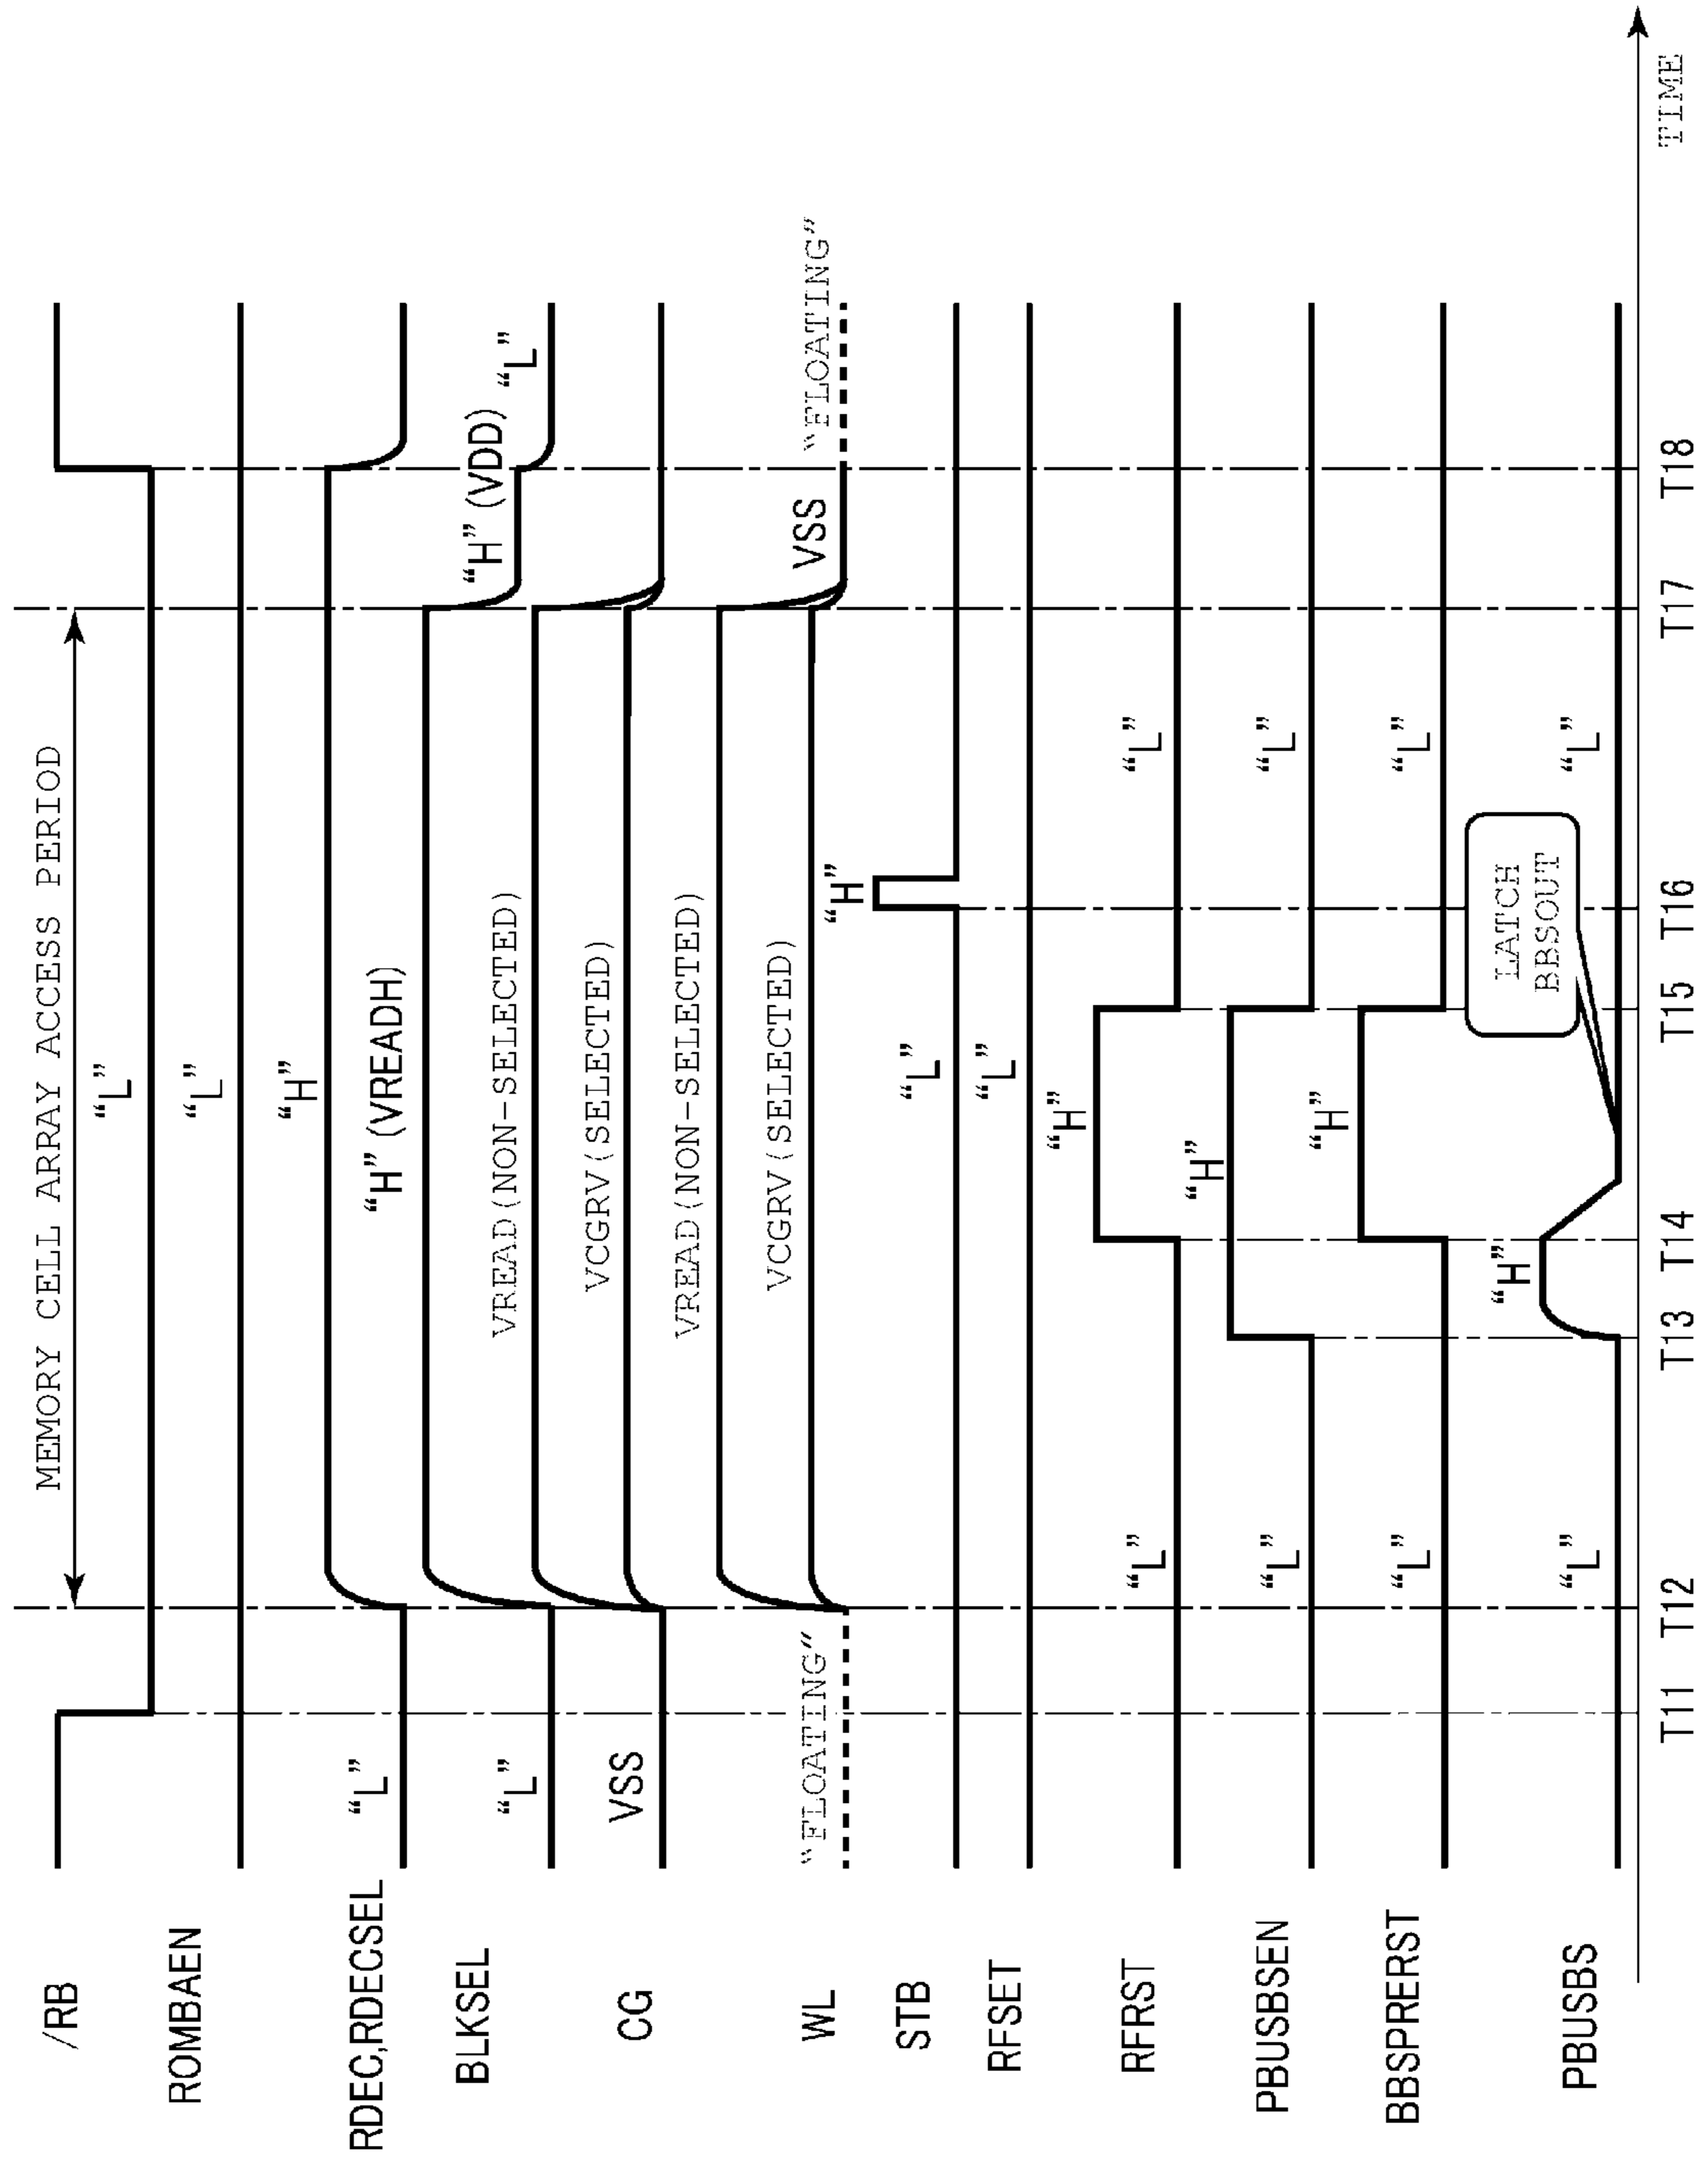 MEMORY CELL ARRAY ACCESS PERIOD
/RB
“L”
ROMBAEN
“L”
RDEC,RDECSEL
“L”
“H”
BLKSEL
“L”
“H” (VREADH)
“H” (VDD)
“L”
CG
VSS
VREAD(NON-SELECTED)
VCGRV(SELECTED)
WL
“FLOATING”
VREAD(NON-SELECTED)
VCGRV(SELECTED)
VSS
“FLOATING”
STB
“L”
“H”
RFSET
“L”
RFRST
“L”
“H”
“L”
PBUSBSEN
“L”
“H”
“L”
BBSPRERST
“L”
“H”
“L”
PBUSBS
“L”
“H”
LATCH
BBSOUT
“L”
T11 T12 T13 T14 T15 T16 T17 T18
TIME